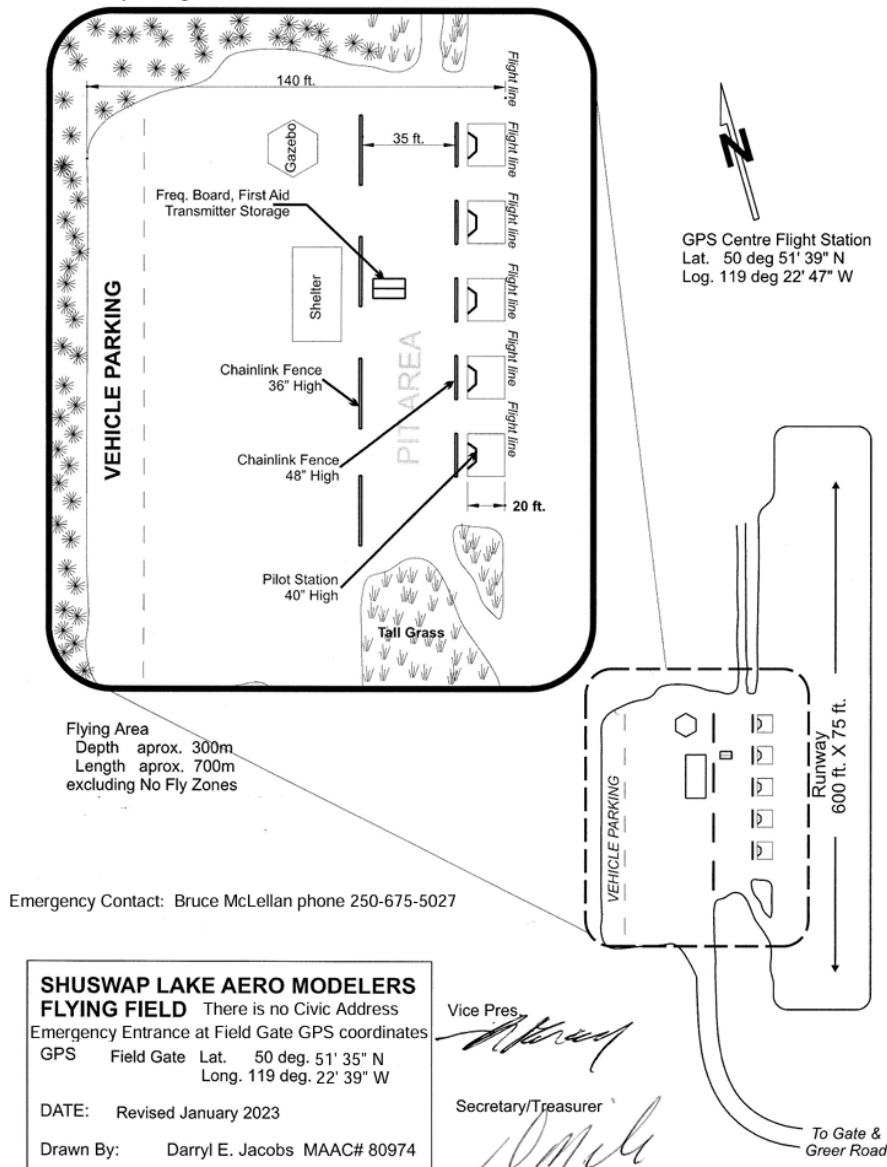 140 ft.
Flight line
Gazebo
35 ft.
Flight line
Freq. Board, First Aid
Transmitter Storage
Flight line
Shelter
Flight line
VEHICLE PARKING
PIT AREA
Chainlink Fence
36" High
Flight line
Chainlink Fence
48" High
Flight line
20 ft.
Pilot Station
40" High
Tall Grass
N
GPS Centre Flight Station
Lat. 50 deg 51' 39" N
Log. 119 deg 22' 47" W
Flying Area
Depth aprox. 300m
Length aprox. 700m
excluding No Fly Zones
VEHICLE PARKING
Runway
600 ft. X 75 ft.
Emergency Contact: Bruce McLellan phone 250-675-5027
SHUSWAP LAKE AERO MODELERS
FLYING FIELD There is no Civic Address
Emergency Entrance at Field Gate GPS coordinates
GPS Field Gate Lat. 50 deg. 51' 35" N
Long. 119 deg. 22' 39" W
DATE: Revised January 2023
Drawn By: Darryl E. Jacobs MAAC# 80974
Vice Pres.
Secretary/Treasurer
To Gate &
Greer Road